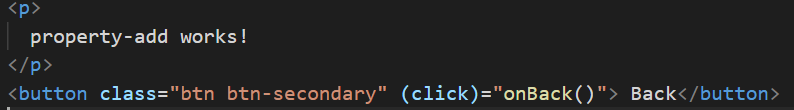 <p>
property-add works!
</p>
<button class="btn btn-secondary" (click)="onBack()"> Back</button>